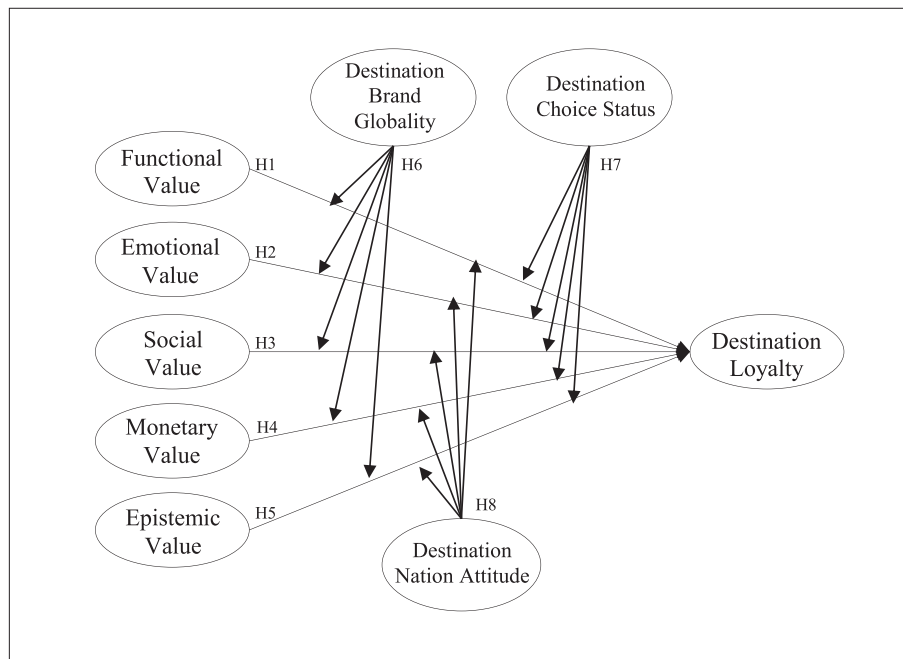 Destination
Brand
Globality
Destination
Choice Status
Functional
Value
H1
H6
H7
Emotional
Value
H2
Social
Value
H3
Destination
Loyalty
Monetary
Value
H4
Epistemic
Value
H5
H8
Destination
Nation Attitude